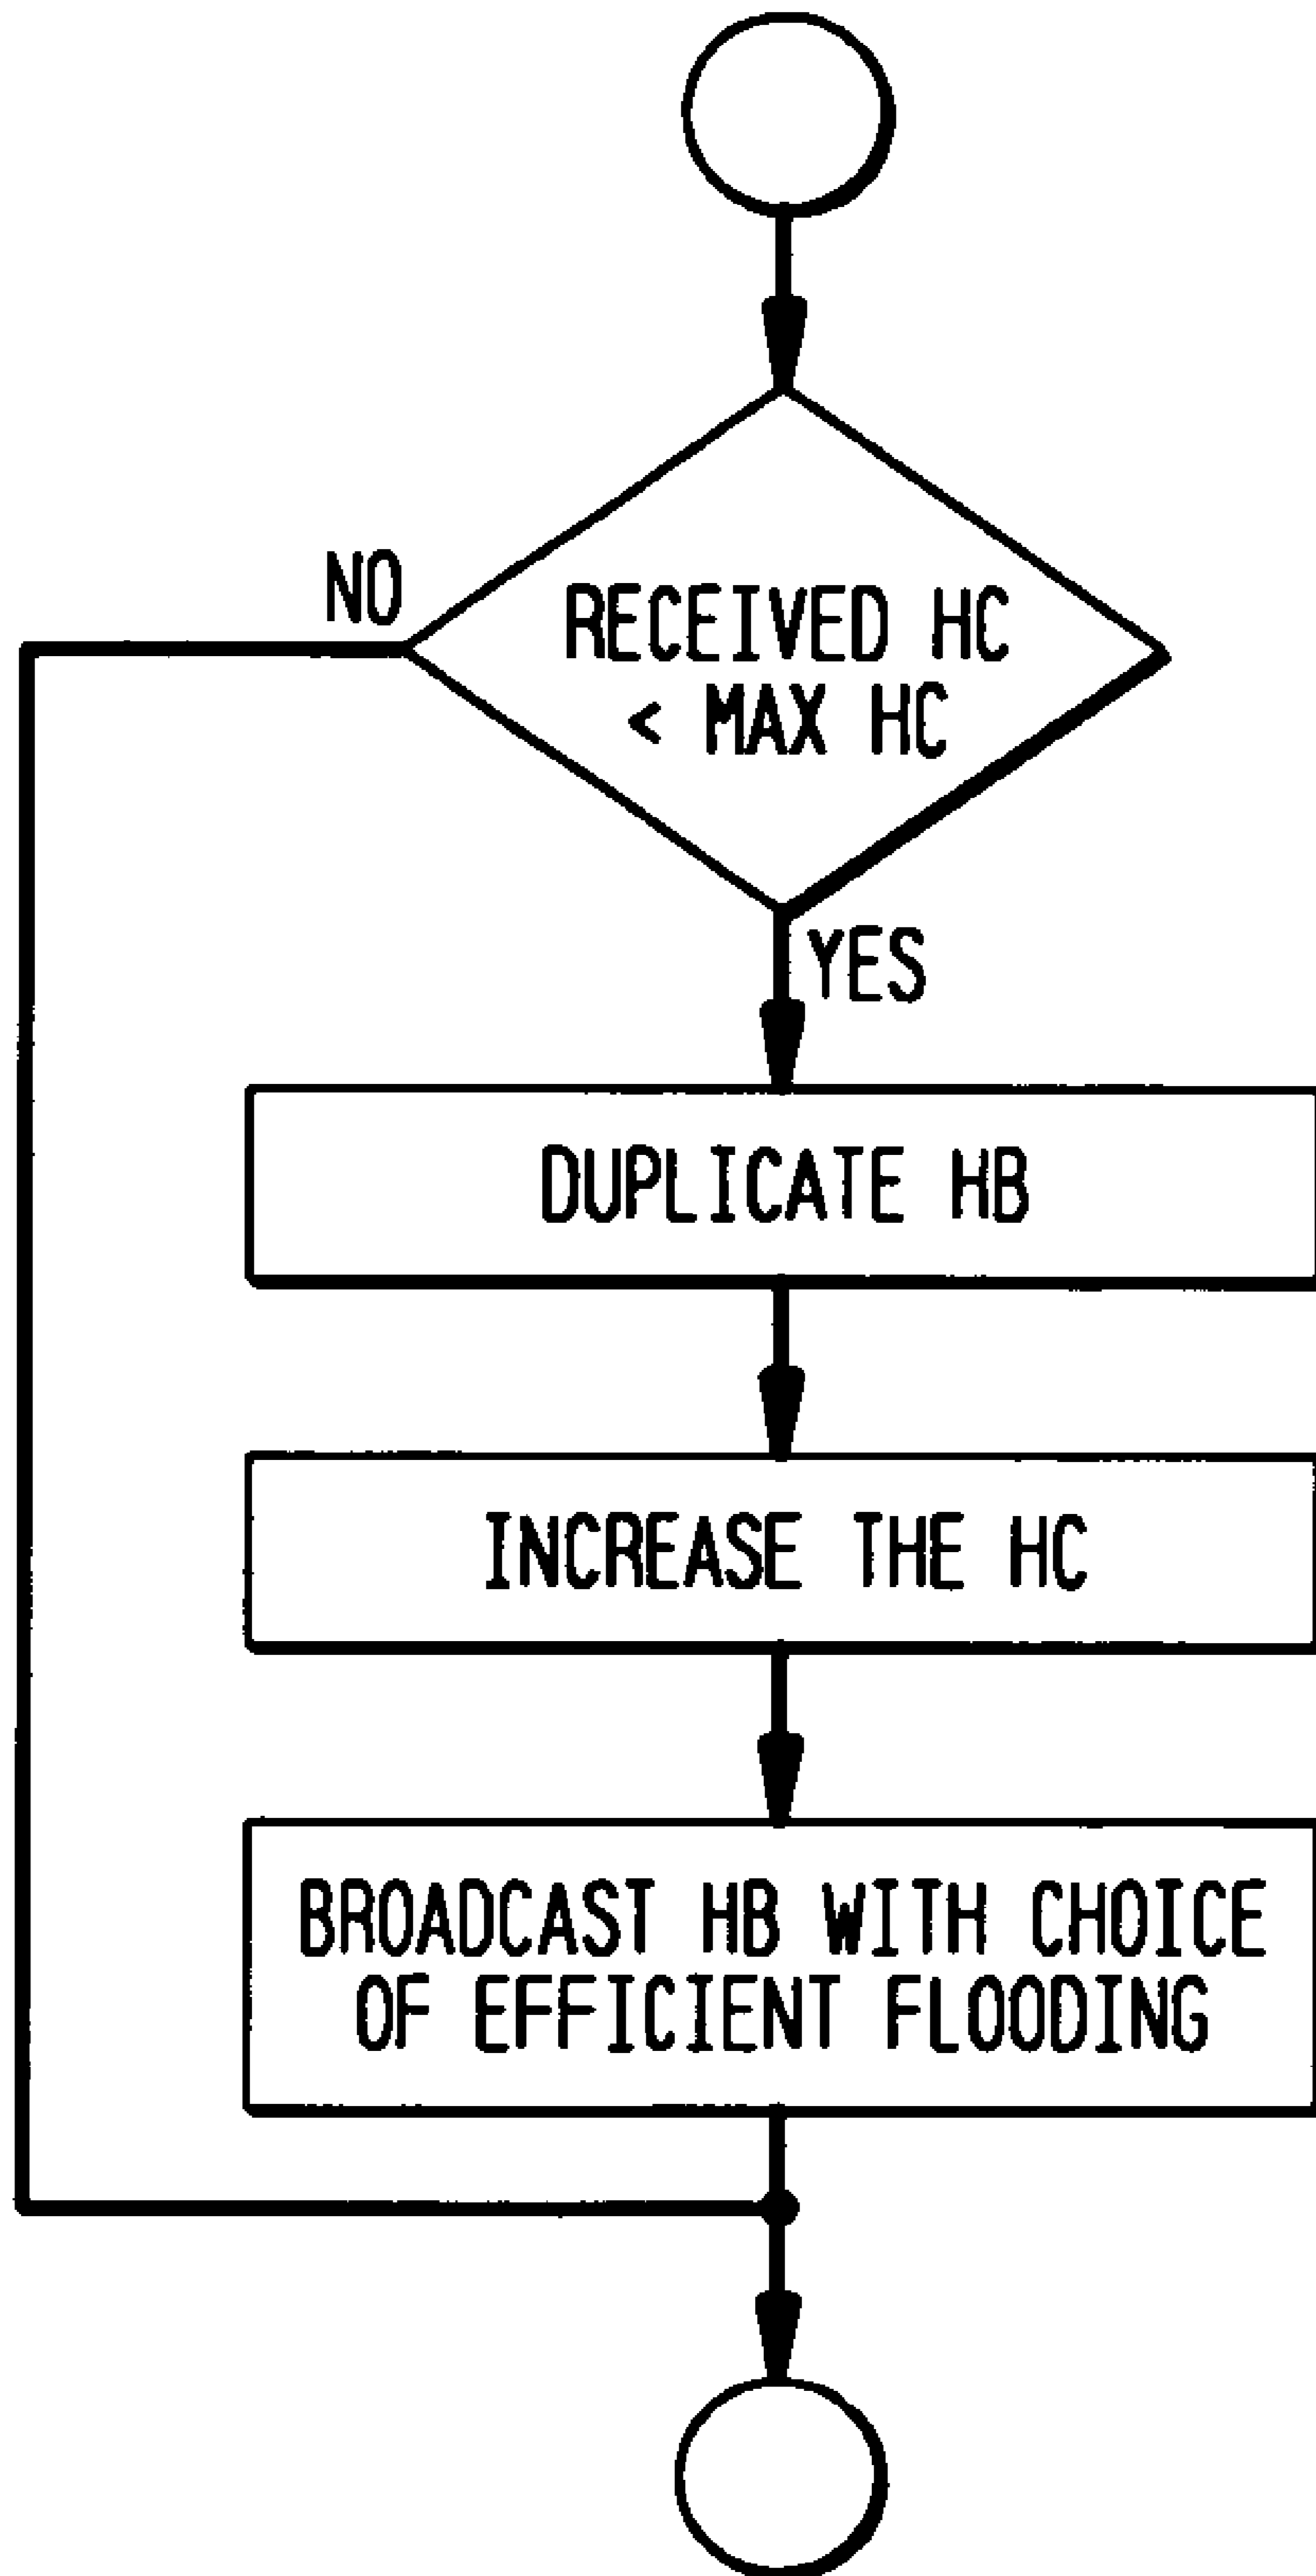 NO
RECEIVED HC
< MAX HC
YES
DUPLICATE HB
INCREASE THE HC
BROADCAST HB WITH CHOICE
OF EFFICIENT FLOODING